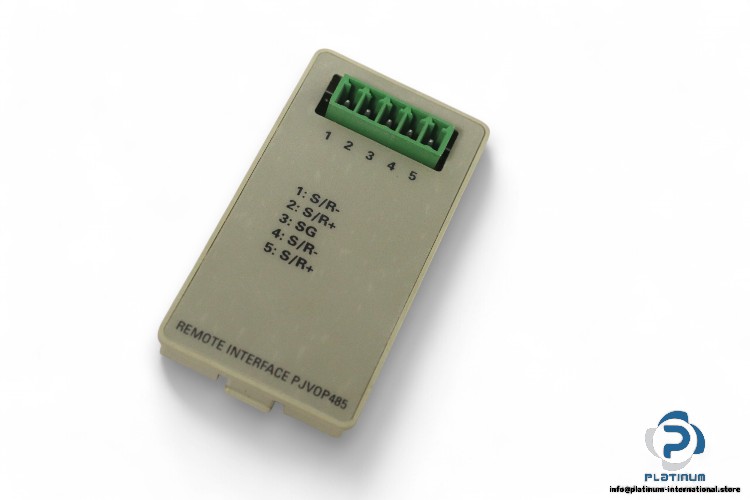 1 2 3 4 5
1: S/R-
2: S/R+
3: SG
4: S/R-
5: S/R+
REMOTE INTERFACE PJVOP485
PLATINUM
info@platinum-international.store